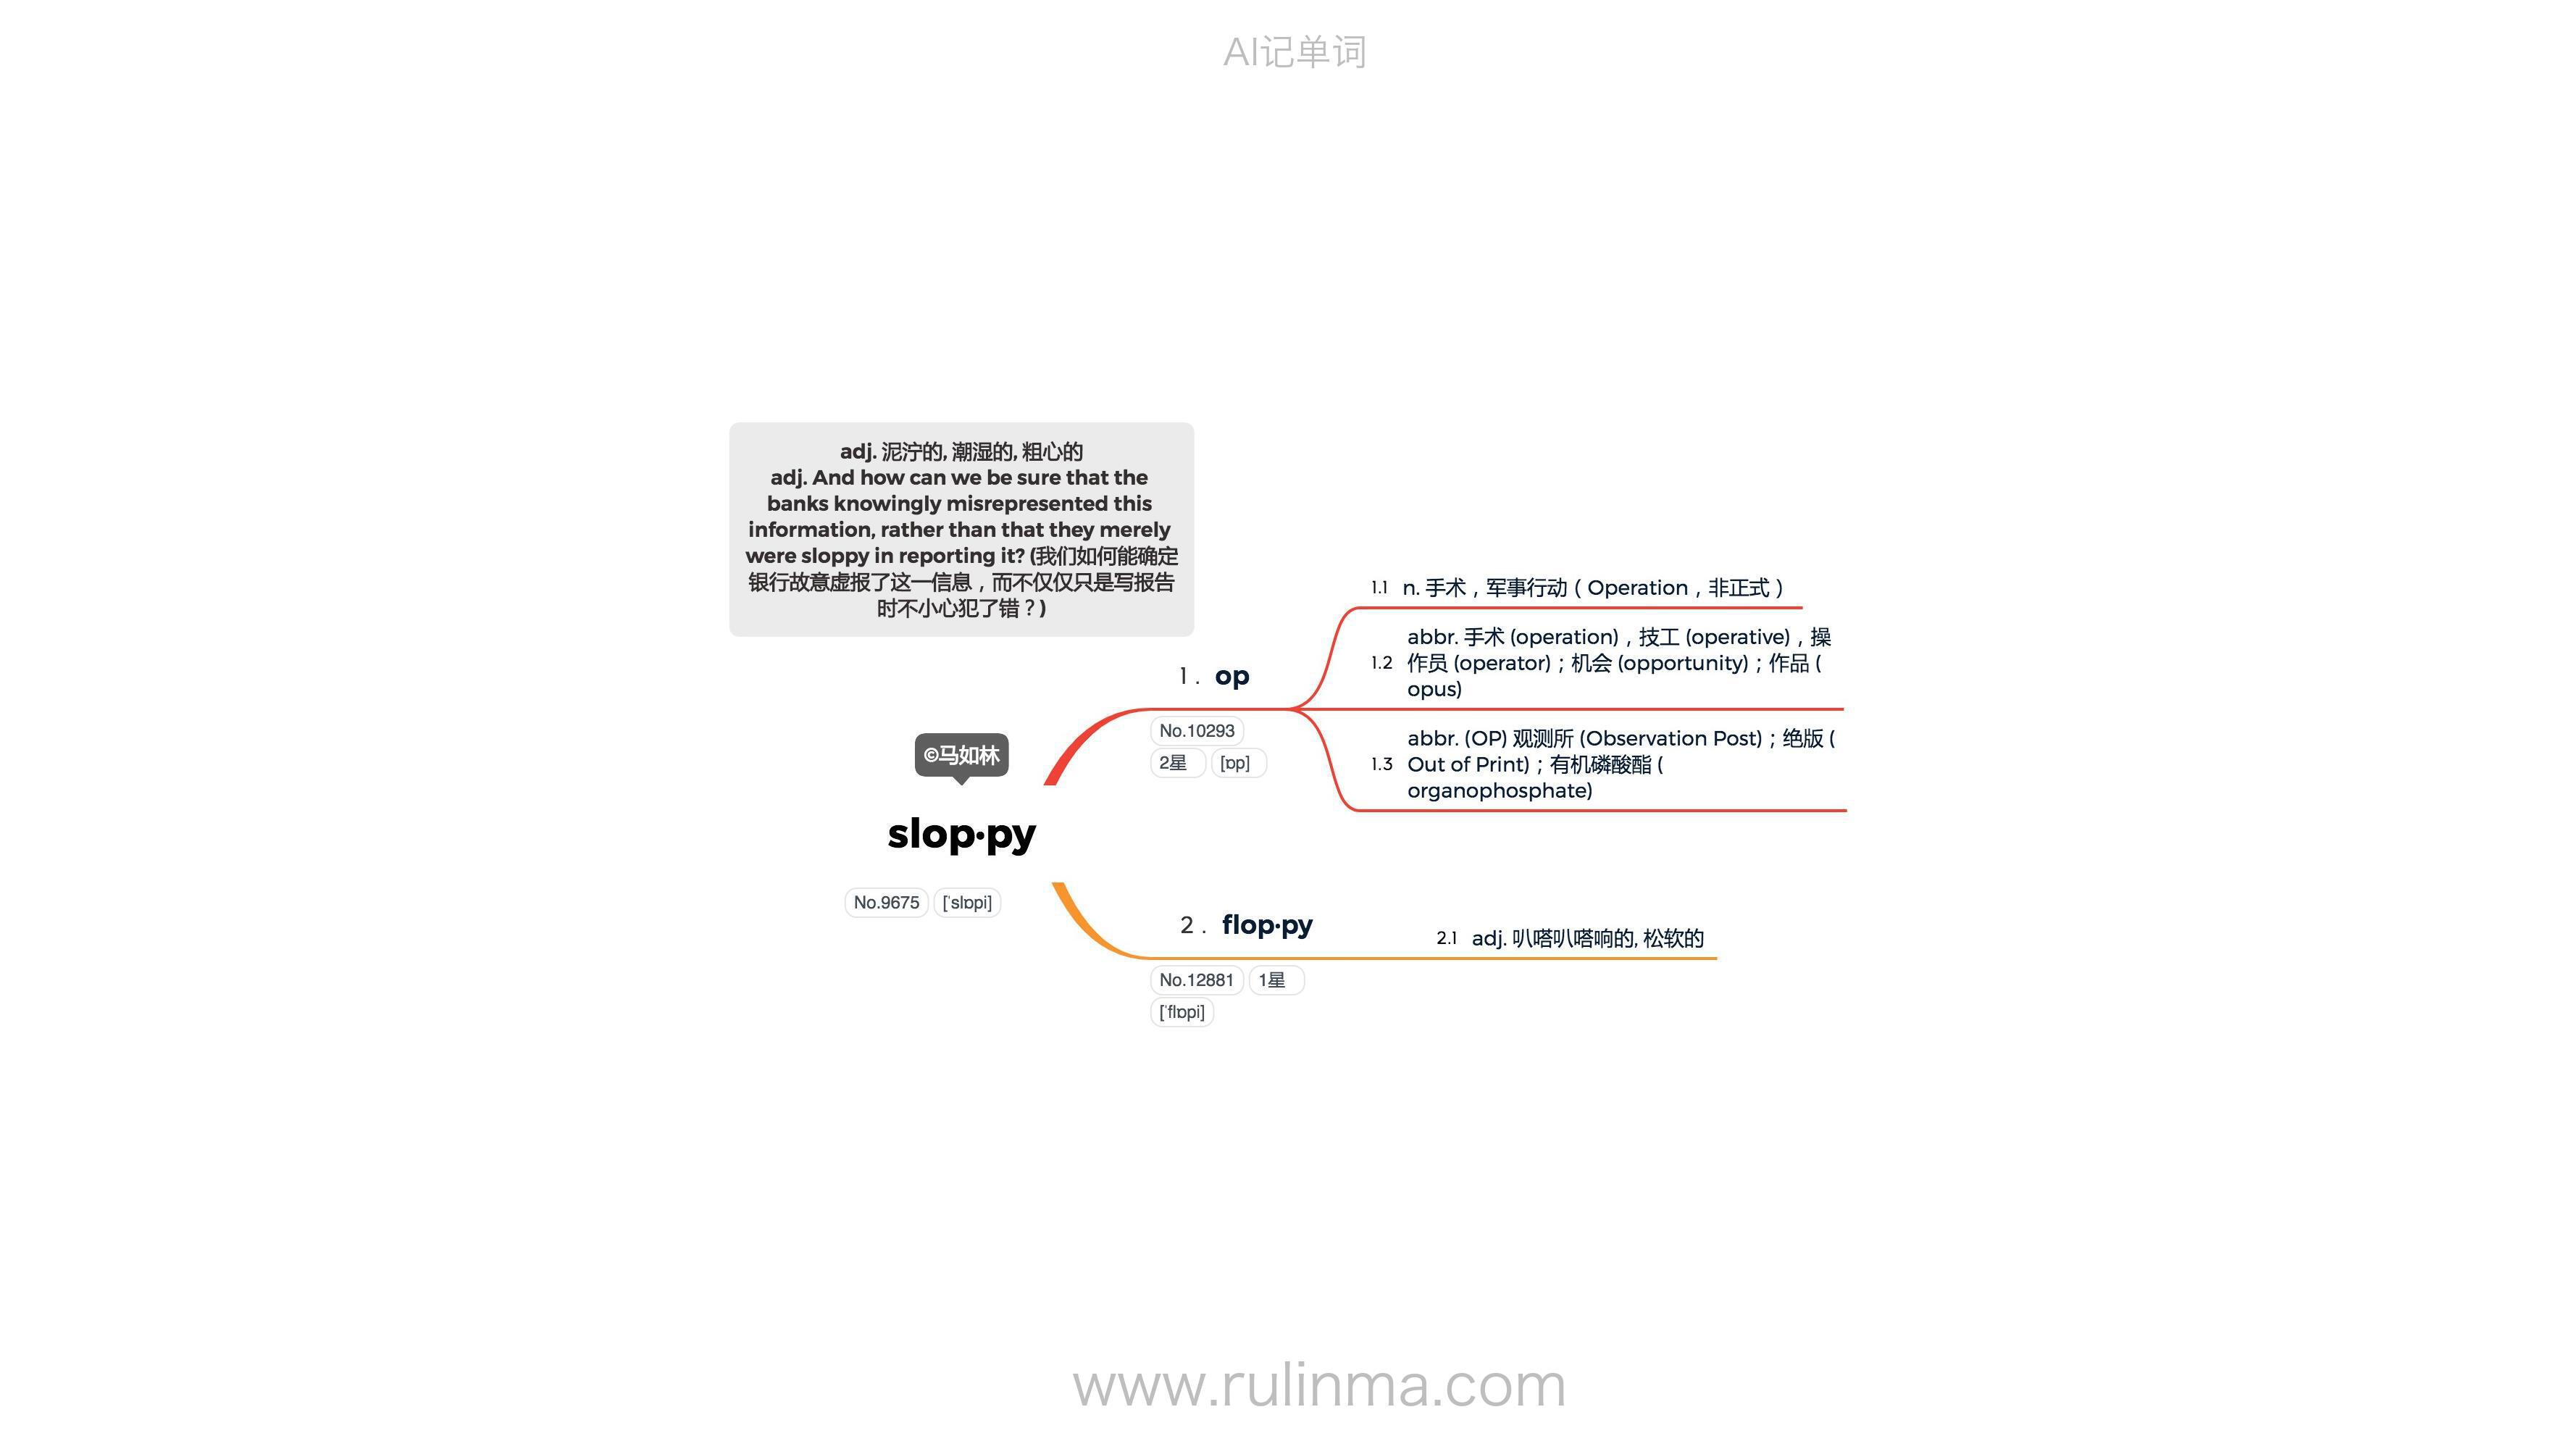 AI记单词
adj. 泥泞的, 潮湿的, 粗心的
adj. And how can we be sure that the
banks knowingly misrepresented this
information, rather than that they merely
were sloppy in reporting it? (我们如何能确定
银行故意虚报了这一信息，而不仅仅只是写报告
时不小心犯了错？)
©马如林
slop·py
No.9675 [ˈslɒpi]
1 . op
No.10293
2星 [ɒp]
1.1 n. 手术，军事行动（Operation，非正式）
1.2 abbr. 手术 (operation)，技工 (operative)，操
作员 (operator)；机会 (opportunity)；作品 (
opus)
1.3 abbr. (OP) 观测所 (Observation Post)；绝版 (
Out of Print)；有机磷酸酯 (
organophosphate)
2 . flop·py
No.12881 1星
[ˈflɒpi]
2.1 adj. 叭嗒叭嗒响的, 松软的
www.rulinma.com